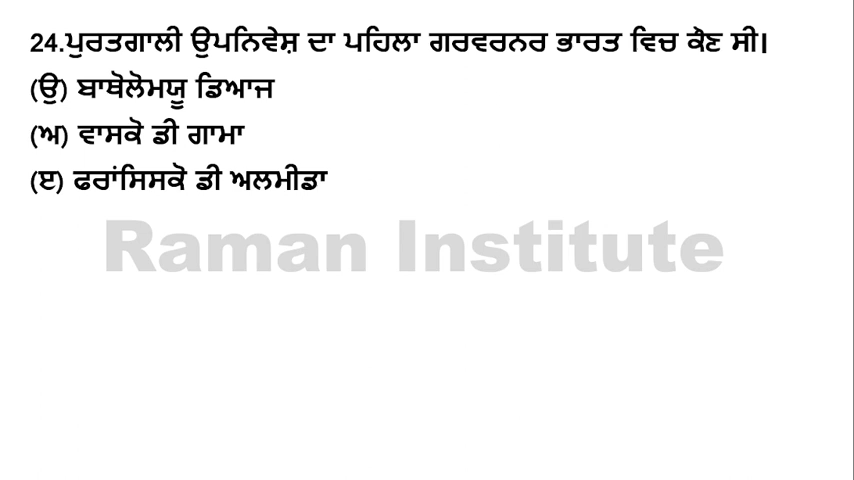 24.ਪੁਰਤਗਾਲੀ ਉਪਨਿਵੇਸ਼ ਦਾ ਪਹਿਲਾ ਗਰਵਰਨਰ ਭਾਰਤ ਵਿਚ ਕੋਣ ਸੀ।
(ਉ) ਬਾਥੋਲੋਮਯੂ ਡਿਆਜ
(ਅ) ਵਾਸਕੋ ਡੀ ਗਾਮਾ
(ੲ) ਫਰਾਂਸਿਸਕੋ ਡੀ ਅਲਮੀਡਾ
Raman Institute